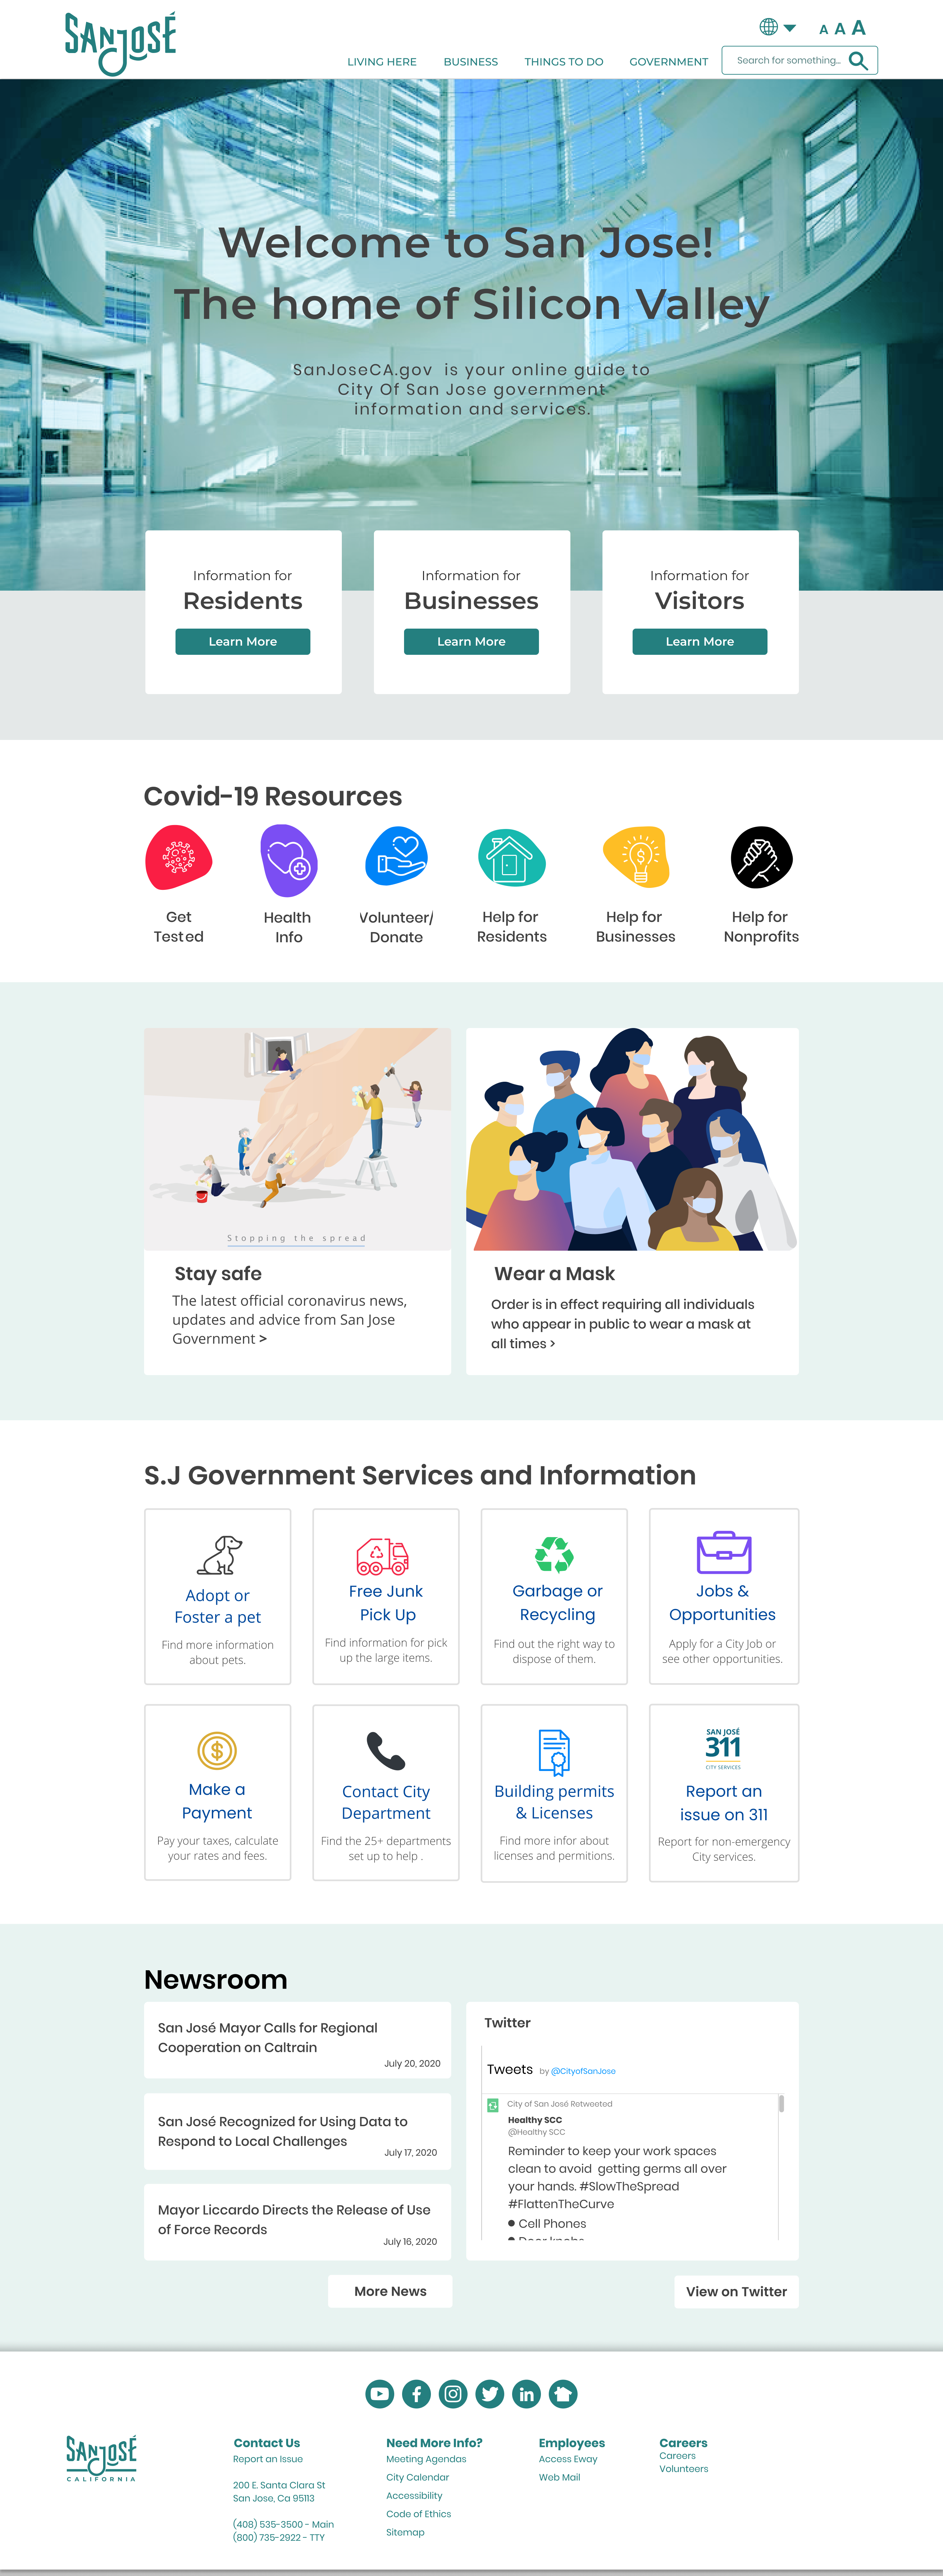 SAN JOSÉ
A A A
LIVING HERE BUSINESS THINGS TO DO GOVERNMENT
Search for something...
Welcome to San Jose!
The home of Silicon Valley
SanJoseCA.gov is your online guide to
City Of San Jose government
information and services.
Information for
Residents
Learn More
Information for
Businesses
Learn More
Information for
Visitors
Learn More
Covid-19 Resources
Get
Tested
Health
Info
Volunteer/
Donate
Help for
Residents
Help for
Businesses
Help for
Nonprofits
Stopping the spread
Stay safe
The latest official coronavirus news,
updates and advice from San Jose
Government >
Wear a Mask
Order is in effect requiring all individuals
who appear in public to wear a mask at
all times >
S.J Government Services and Information
Adopt or
Foster a pet
Find more information
about pets.
Free Junk
Pick Up
Find information for pick
up the large items.
Garbage or
Recycling
Find out the right way to
dispose of them.
Jobs &
Opportunities
Apply for a City Job or
see other opportunities.
$
Make a
Payment
Pay your taxes, calculate
your rates and fees.
Contact City
Department
Find the 25+ departments
set up to help .
Building permits
& Licenses
Find more infor about
licenses and permitions.
SAN JOSÉ
311
CITY SERVICES
Report an
issue on 311
Report for non-emergency
City services.
Newsroom
San José Mayor Calls for Regional
Cooperation on Caltrain
July 20, 2020
San José Recognized for Using Data to
Respond to Local Challenges
July 17, 2020
Mayor Liccardo Directs the Release of Use
of Force Records
July 16, 2020
More News
Twitter
Tweets by @CityofSanJose
City of San José Retweeted
Healthy SCC
@Healthy SCC
Reminder to keep your work spaces
clean to avoid getting germs all over
your hands. #SlowTheSpread
#FlattenTheCurve
• Cell Phones
• Door knobs
View on Twitter
SAN JOSÉ
CALIFORNIA
Contact Us
Report an Issue
200 E. Santa Clara St
San Jose, Ca 95113
(408) 535-3500 - Main
(800) 735-2922 - TTY
Need More Info?
Meeting Agendas
City Calendar
Accessibility
Code of Ethics
Sitemap
Employees
Access Eway
Web Mail
Careers
Careers
Volunteers